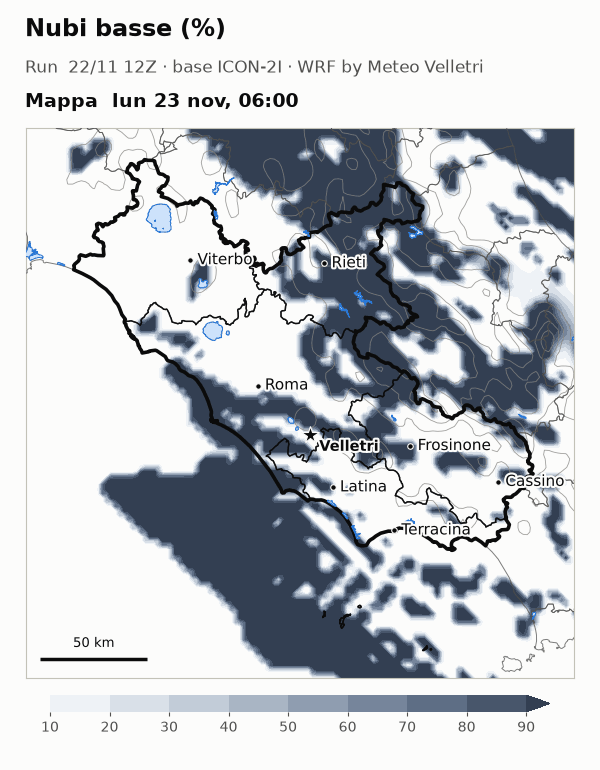 Nubi basse (%)
Run  22/11 12Z · base ICON-2I · WRF by Meteo Velletri
Mappa  lun 23 nov, 06:00
Viterbo
Rieti
Roma
Velletri
Frosinone
Latina
Cassino
Terracina
50 km
10 20 30 40 50 60 70 80 90